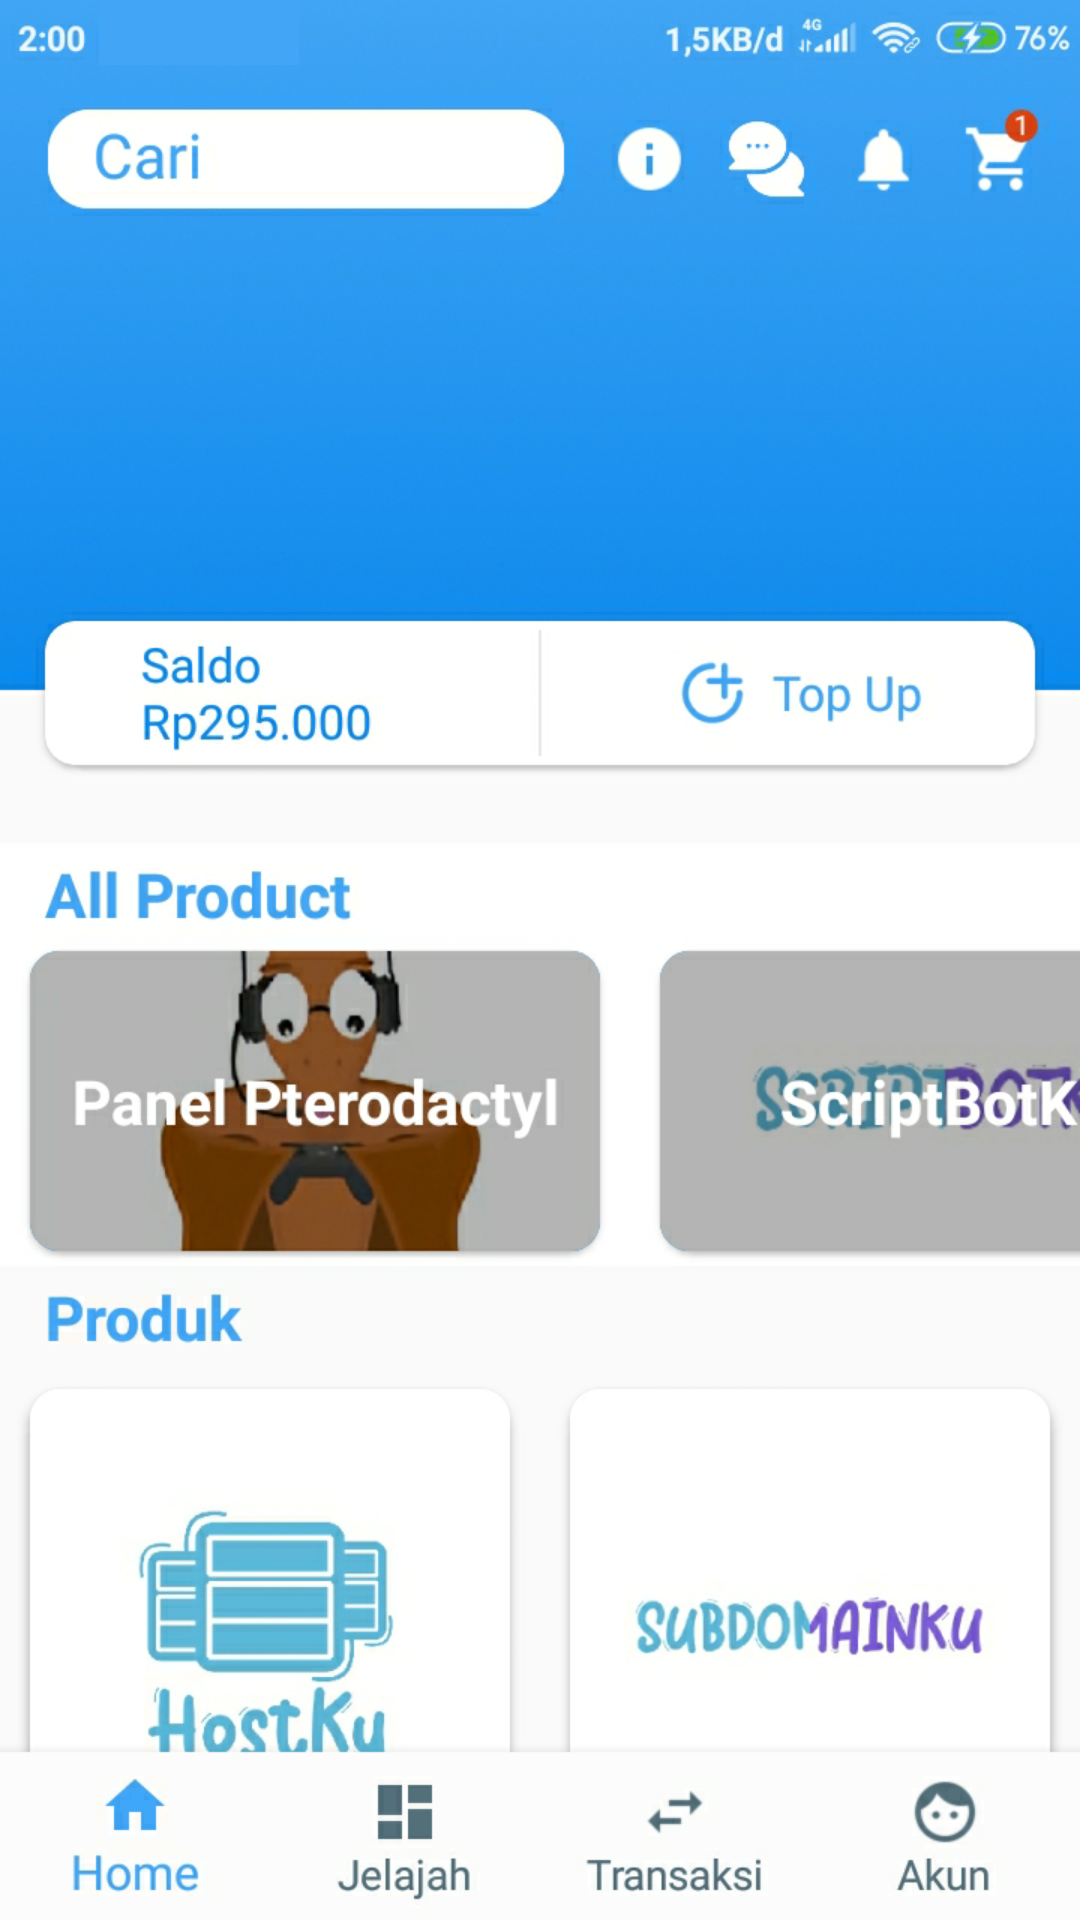 2:00
1,5KB/d 4G 76%
Cari
1
Saldo
Rp295.000
Top Up
All Product
Panel Pterodactyl
ScriptBotK
Produk
HostKu
SUBDOMAINKU
Home
Jelajah
Transaksi
Akun